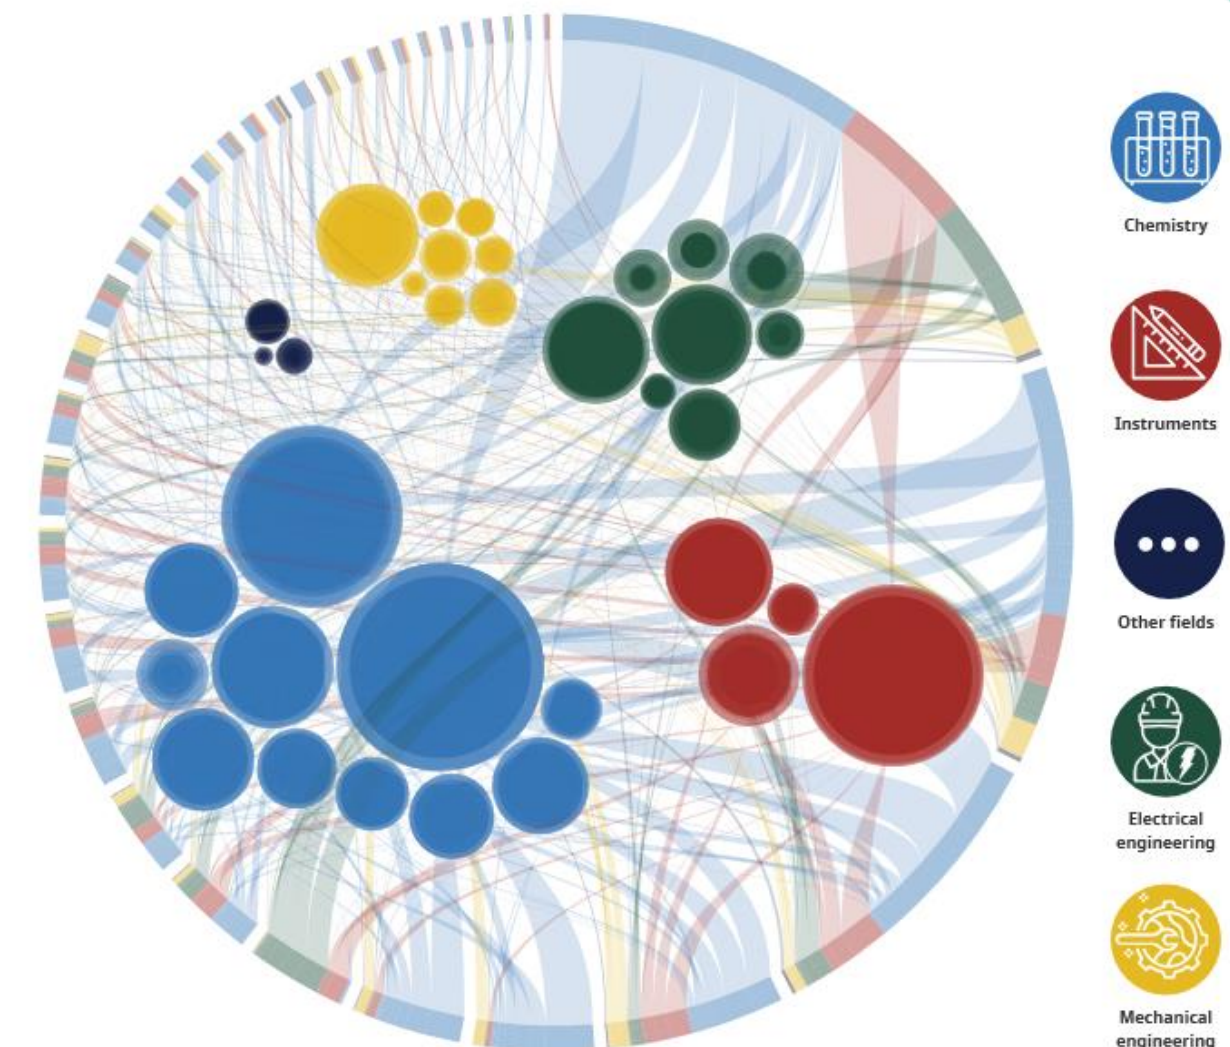 Chemistry
Instruments
Other fields
Electrical
engineering
Mechanical
engineering